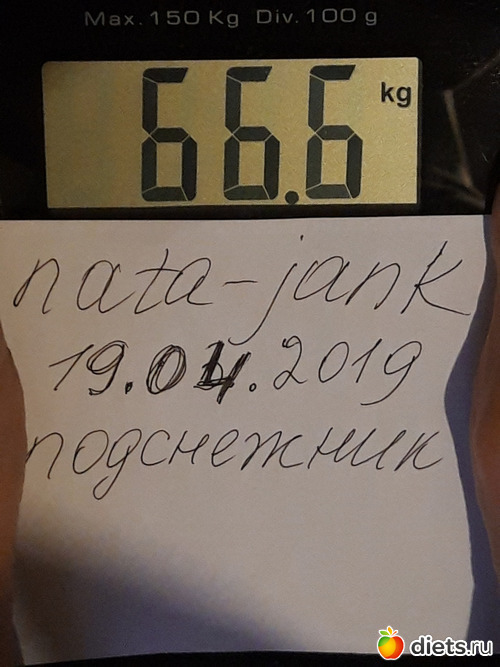 Max. 150 Kg Div. 100 g
66.6 kg
nata-jank
19.04.2019
подснежник
diets.ru